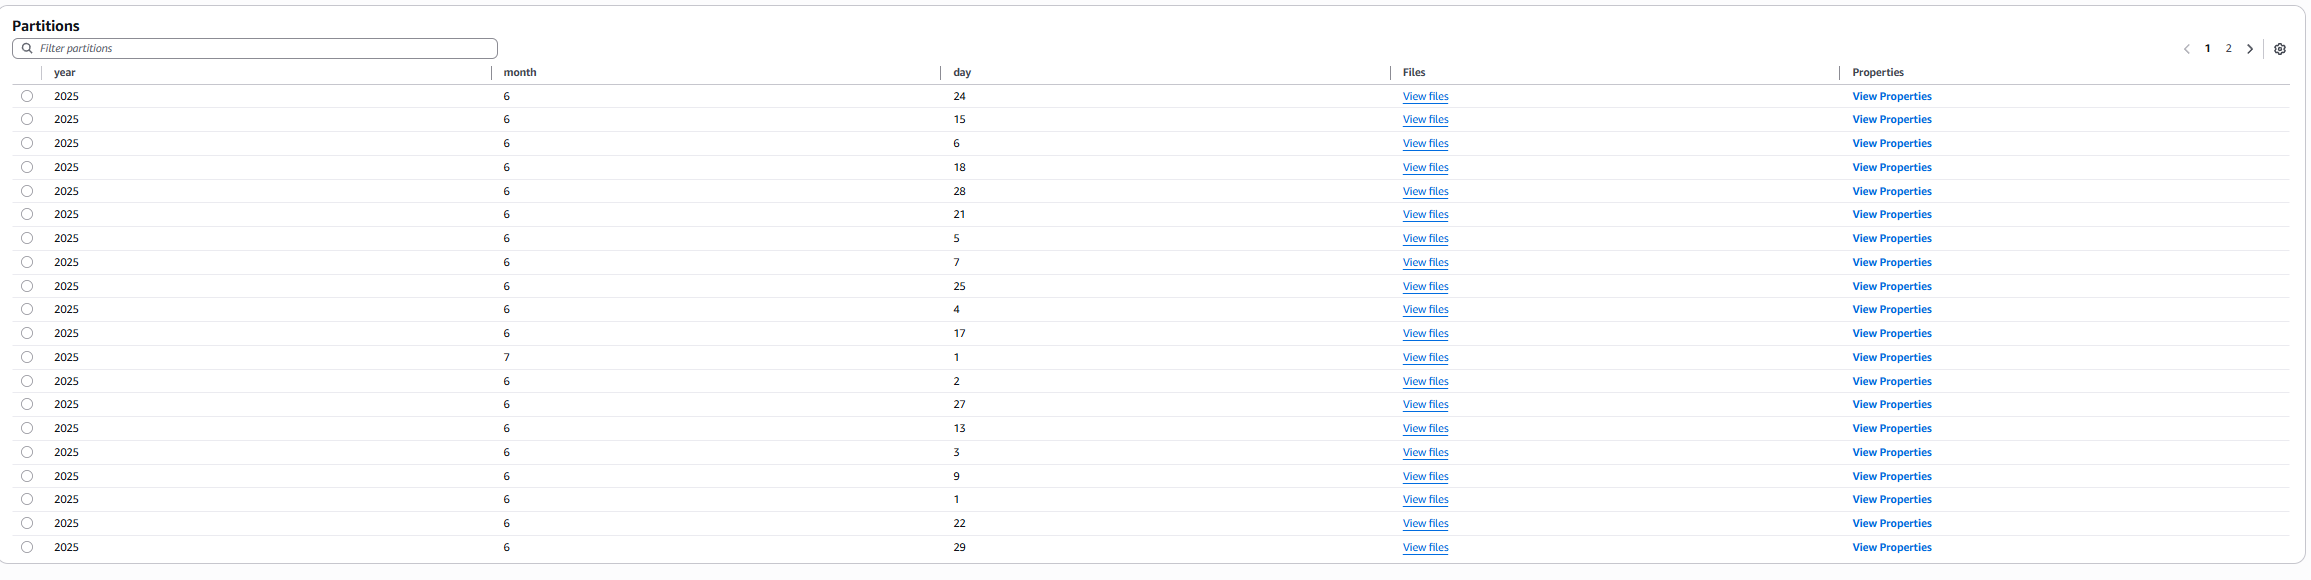 Partitions
Filter partitions
1 2
year month day Files Properties
2025 6 24 View files View Properties
2025 6 15 View files View Properties
2025 6 6 View files View Properties
2025 6 18 View files View Properties
2025 6 28 View files View Properties
2025 6 21 View files View Properties
2025 6 5 View files View Properties
2025 6 7 View files View Properties
2025 6 25 View files View Properties
2025 6 4 View files View Properties
2025 6 17 View files View Properties
2025 7 1 View files View Properties
2025 6 2 View files View Properties
2025 6 27 View files View Properties
2025 6 13 View files View Properties
2025 6 3 View files View Properties
2025 6 9 View files View Properties
2025 6 1 View files View Properties
2025 6 22 View files View Properties
2025 6 29 View files View Properties